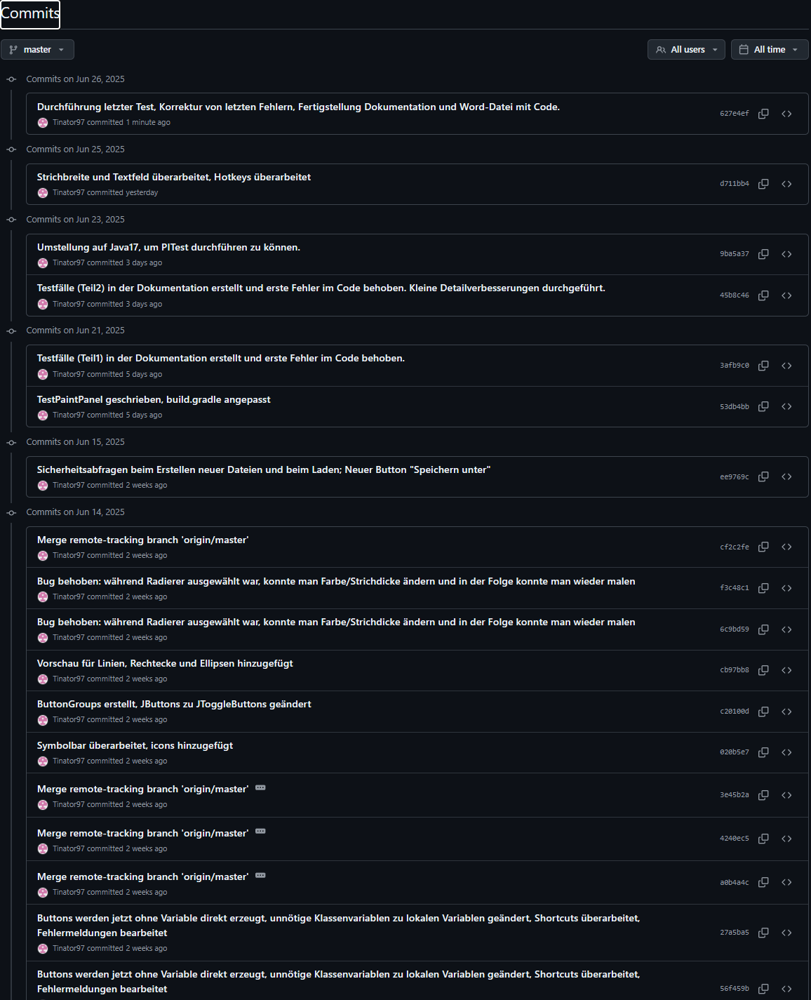 Commits
master
All users
All time
Commits on Jun 26, 2025
Durchführung letzter Test, Korrektur von letzten Fehlern, Fertigstellung Dokumentation und Word-Datei mit Code.
627e4ef
Tinator97 committed 1 minute ago
Commits on Jun 25, 2025
Strichbreite und Textfeld überarbeitet, Hotkeys überarbeitet
d711bb4
Tinator97 committed yesterday
Commits on Jun 23, 2025
Umstellung auf Java17, um PITest durchführen zu können.
9ba5a37
Tinator97 committed 3 days ago
Testfälle (Teil2) in der Dokumentation erstellt und erste Fehler im Code behoben. Kleine Detailverbesserungen durchgeführt.
45b8c46
Tinator97 committed 3 days ago
Commits on Jun 21, 2025
Testfälle (Teil1) in der Dokumentation erstellt und erste Fehler im Code behoben.
3afb9c0
Tinator97 committed 5 days ago
TestPaintPanel geschrieben, build.gradle angepasst
53db4bb
Tinator97 committed 5 days ago
Commits on Jun 15, 2025
Sicherheitsabfragen beim Erstellen neuer Dateien und beim Laden; Neuer Button "Speichern unter"
ee9769c
Tinator97 committed 2 weeks ago
Commits on Jun 14, 2025
Merge remote-tracking branch 'origin/master'
cf2c2fe
Tinator97 committed 2 weeks ago
Bug behoben: während Radierer ausgewählt war, konnte man Farbe/Strichdicke ändern und in der Folge konnte man wieder malen
f3c48c1
Tinator97 committed 2 weeks ago
Bug behoben: während Radierer ausgewählt war, konnte man Farbe/Strichdicke ändern und in der Folge konnte man wieder malen
6c9bd59
Tinator97 committed 2 weeks ago
Vorschau für Linien, Rechtecke und Ellipsen hinzugefügt
cb97bb8
Tinator97 committed 2 weeks ago
ButtonGroups erstellt, JButtons zu JToggleButtons geändert
c20100d
Tinator97 committed 2 weeks ago
Symbolbar überarbeitet, icons hinzugefügt
020b5e7
Tinator97 committed 2 weeks ago
Merge remote-tracking branch 'origin/master'
3e45b2a
Tinator97 committed 2 weeks ago
Merge remote-tracking branch 'origin/master'
4240ec5
Tinator97 committed 2 weeks ago
Merge remote-tracking branch 'origin/master'
a0b4a4c
Tinator97 committed 2 weeks ago
Buttons werden jetzt ohne Variable direkt erzeugt, unnötige Klassenvariablen zu lokalen Variablen geändert, Shortcuts überarbeitet,
Fehlermeldungen bearbeitet
27a5ba5
Tinator97 committed 2 weeks ago
Buttons werden jetzt ohne Variable direkt erzeugt, unnötige Klassenvariablen zu lokalen Variablen geändert, Shortcuts überarbeitet,
Fehlermeldungen bearbeitet
56f459b